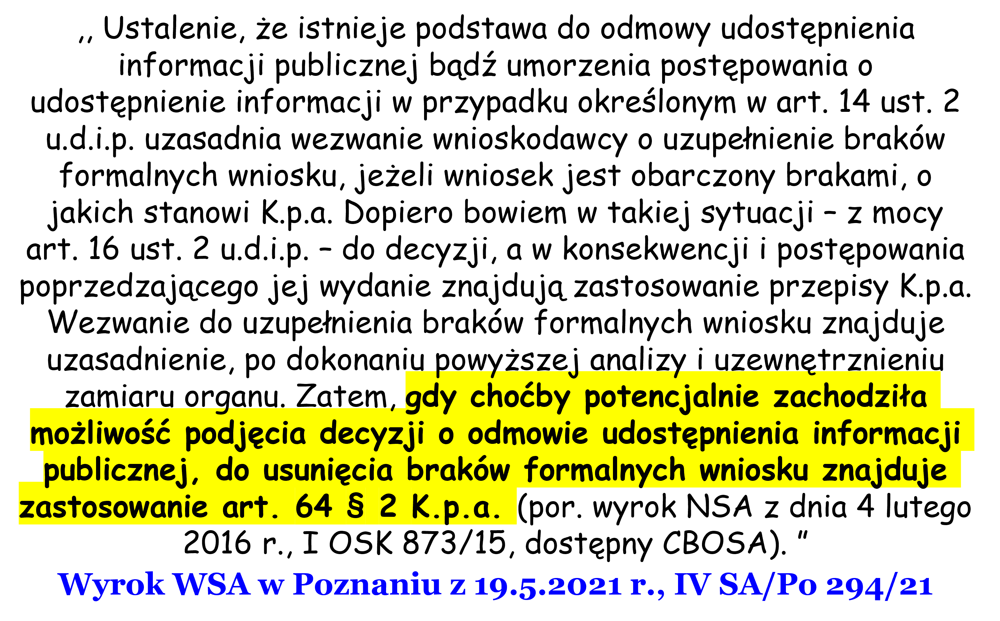 „ Ustalenie, że istnieje podstawa do odmowy udostępnienia
informacji publicznej bądź umorzenia postępowania o
udostępnienie informacji w przypadku określonym w art. 14 ust. 2
u.d.i.p. uzasadnia wezwanie wnioskodawcy o uzupełnienie braków
formalnych wniosku, jeżeli wniosek jest obarczony brakami, o
jakich stanowi K.p.a. Dopiero bowiem w takiej sytuacji – z mocy
art. 16 ust. 2 u.d.i.p. – do decyzji, a w konsekwencji i postępowania
poprzedzającego jej wydanie znajdują zastosowanie przepisy K.p.a.
Wezwanie do uzupełnienia braków formalnych wniosku znajduje
uzasadnienie, po dokonaniu powyższej analizy i uzewnętrznieniu
zamiaru organu. Zatem, gdy choćby potencjalnie zachodziła
możliwość podjęcia decyzji o odmowie udostępnienia informacji
publicznej, do usunięcia braków formalnych wniosku znajduje
zastosowanie art. 64 § 2 K.p.a. (por. wyrok NSA z dnia 4 lutego
2016 r., I OSK 873/15, dostępny CBOSA). ”
Wyrok WSA w Poznaniu z 19.5.2021 r., IV SA/Po 294/21